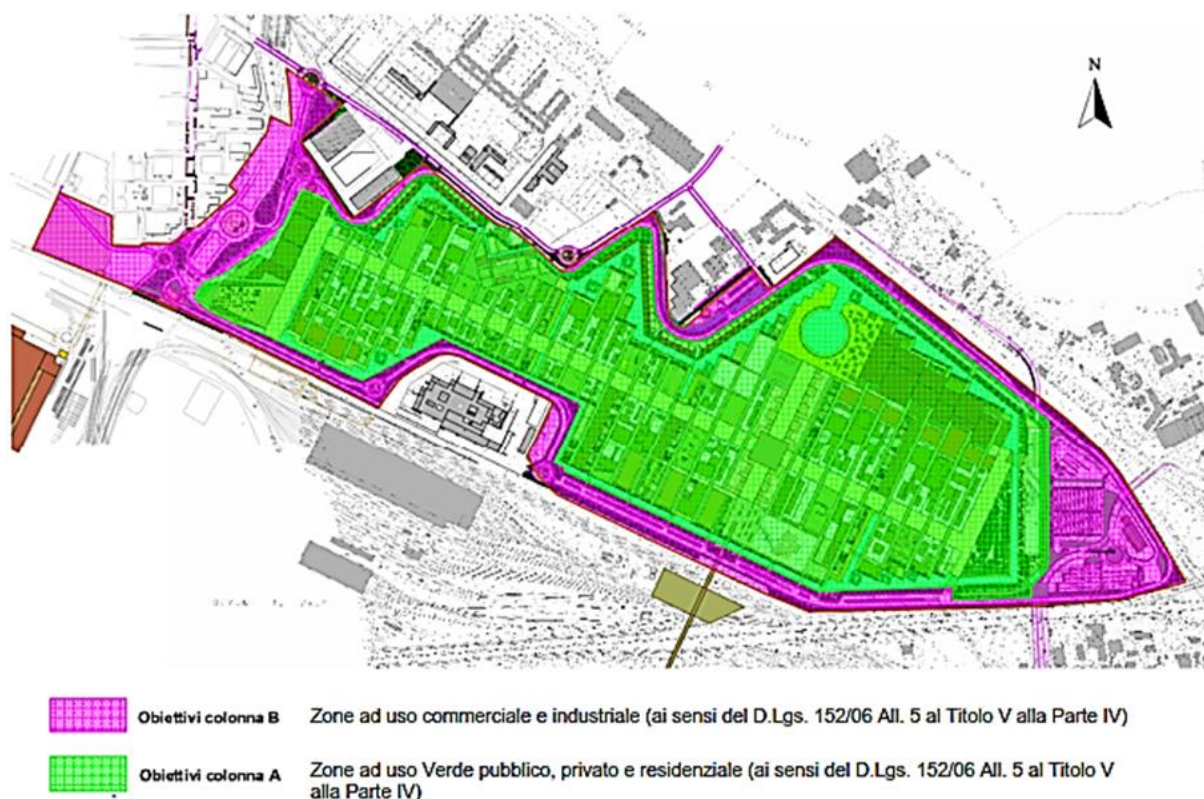 N
Obiettivi colonna B
Zone ad uso commerciale e industriale (ai sensi del D.Lgs. 152/06 All. 5 al Titolo V alla Parte IV)
Obiettivi colonna A
Zone ad uso Verde pubblico, privato e residenziale (ai sensi del D.Lgs. 152/06 All. 5 al Titolo V
alla Parte IV)